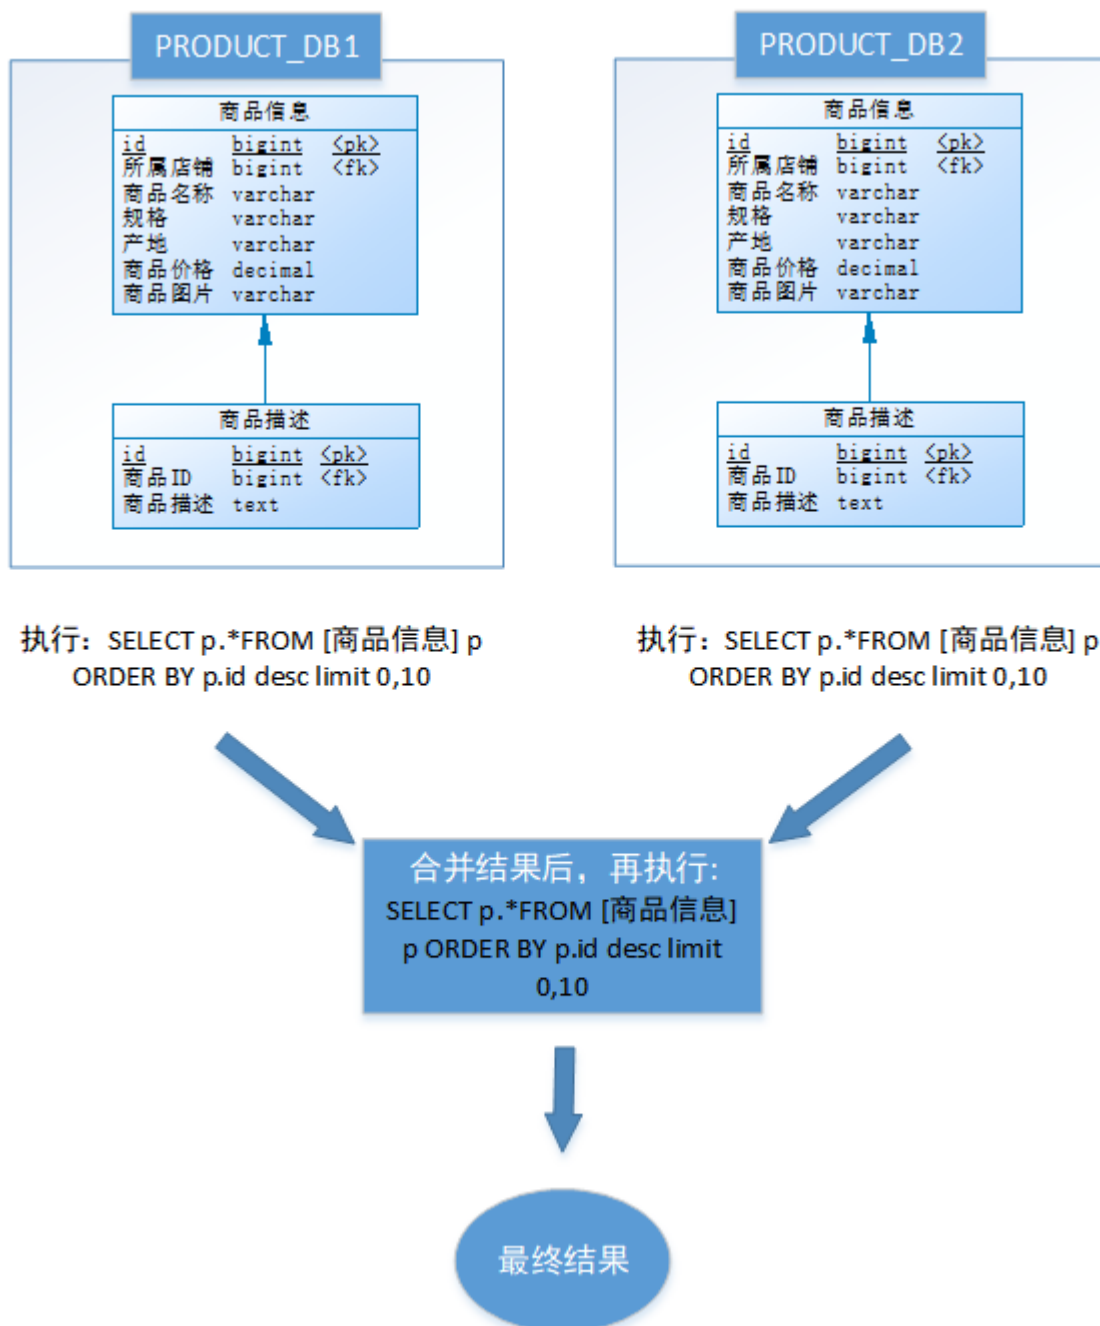 PRODUCT_DB1
商品信息
id bigint <pk>
所属店铺 bigint <fk>
商品名称 varchar
规格 varchar
产地 varchar
商品价格 decimal
商品图片 varchar
商品描述
id bigint <pk>
商品ID bigint <fk>
商品描述 text
执行：SELECT p.*FROM [商品信息] p
ORDER BY p.id desc limit 0,10
PRODUCT_DB2
商品信息
id bigint <pk>
所属店铺 bigint <fk>
商品名称 varchar
规格 varchar
产地 varchar
商品价格 decimal
商品图片 varchar
商品描述
id bigint <pk>
商品ID bigint <fk>
商品描述 text
执行：SELECT p.*FROM [商品信息] p
ORDER BY p.id desc limit 0,10
合并结果后，再执行:
SELECT p.*FROM [商品信息]
p ORDER BY p.id desc limit
0,10
最终结果